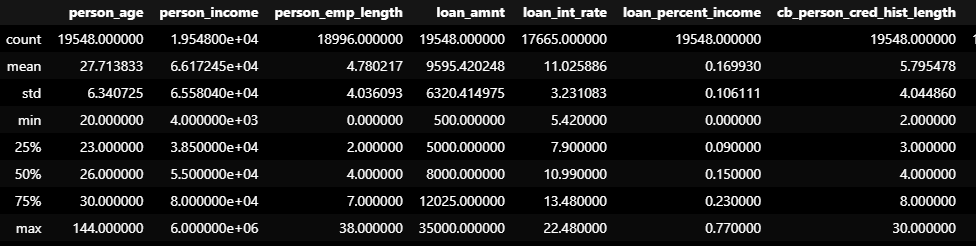 person_age person_income person_emp_length loan_amnt loan_int_rate loan_percent_income cb_person_cred_hist_length
count 19548.000000 1.954800e+04 18996.000000 19548.000000 17665.000000 19548.000000 19548.000000
mean 27.713833 6.617245e+04 4.780217 9595.420248 11.025886 0.169930 5.795478
std 6.340725 6.558040e+04 4.036093 6320.414975 3.231083 0.106111 4.044860
min 20.000000 4.000000e+03 0.000000 500.000000 5.420000 0.000000 2.000000
25% 23.000000 3.850000e+04 2.000000 5000.000000 7.900000 0.090000 3.000000
50% 26.000000 5.500000e+04 4.000000 8000.000000 10.990000 0.150000 4.000000
75% 30.000000 8.000000e+04 7.000000 12025.000000 13.480000 0.230000 8.000000
max 144.000000 6.000000e+06 38.000000 35000.000000 22.480000 0.770000 30.000000